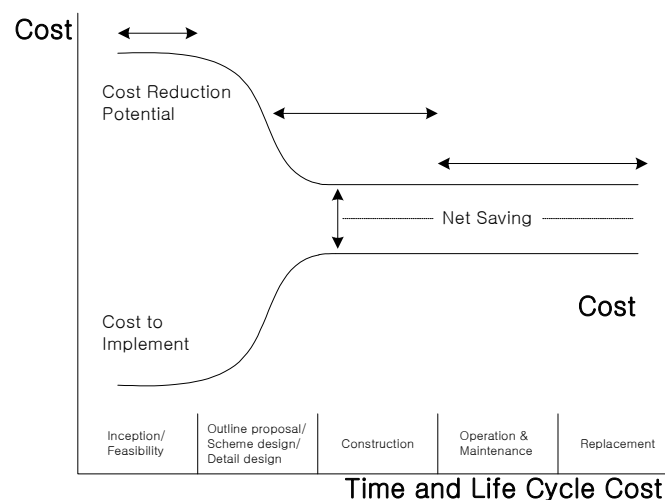 Cost
Cost Reduction
Potential
Net Saving
Cost
Cost to
Implement
Inception/
Feasibility
Outline proposal/
Scheme design/
Detail design
Construction
Operation &
Maintenance
Replacement
Time and Life Cycle Cost